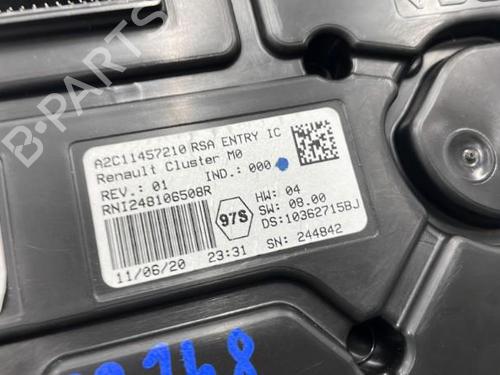 B-PARTS
A2C11457210 RSA ENTRY IC
Renault Cluster M0
REV.: 01 IND.: 000
RNI248106508R
97S
HW: 04
SW: 08.00
DS:10362715BJ
11/06/20 23:31 SN: 244842